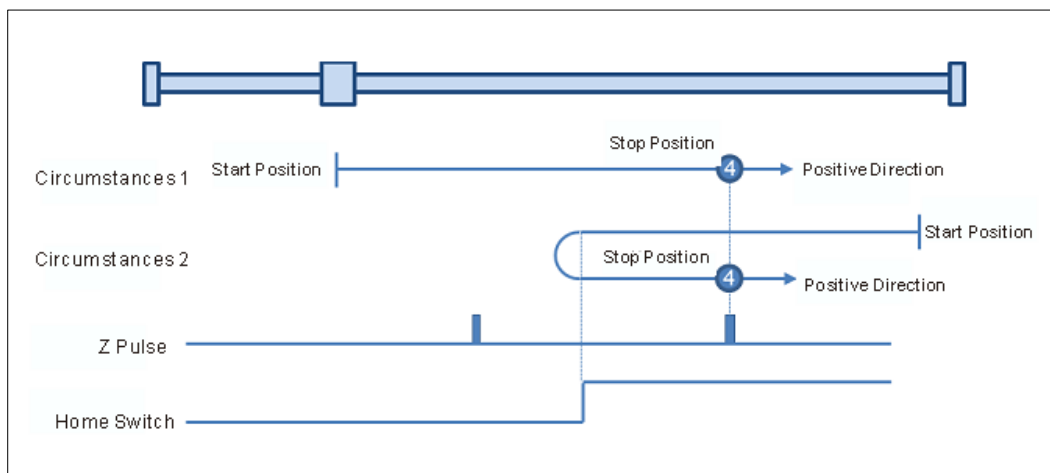 Stop Position
Circumstances 1
Start Position
4
Positive Direction
Start Position
Circumstances 2
Stop Position
4
Positive Direction
Z Pulse
Home Switch